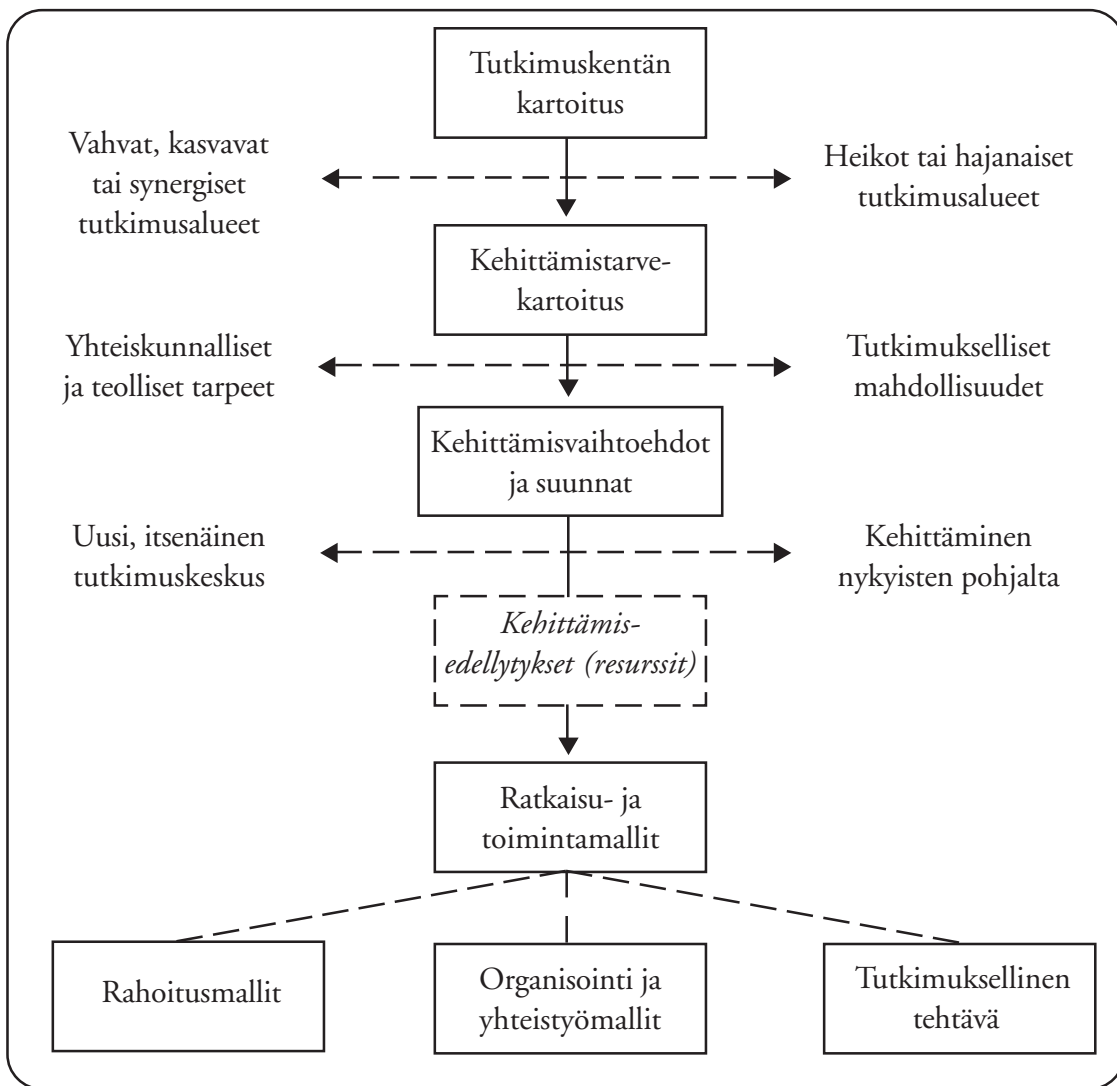 Tutkimuskentän
kartoitus
Vahvat, kasvavat
tai synergiset
tutkimusalueet
Heikot tai hajanaiset
tutkimusalueet
Kehittämistarve-
kartoitus
Yhteiskunnalliset
ja teolliset tarpeet
Tutkimukselliset
mahdollisuudet
Kehittämisvaihtoehdot
ja suunnat
Uusi, itsenäinen
tutkimuskeskus
Kehittäminen
nykyisten pohjalta
Kehittämis-
edellytykset (resurssit)
Ratkaisu- ja
toimintamallit
Rahoitusmallit
Organisointi ja
yhteistyömallit
Tutkimuksellinen
tehtävä